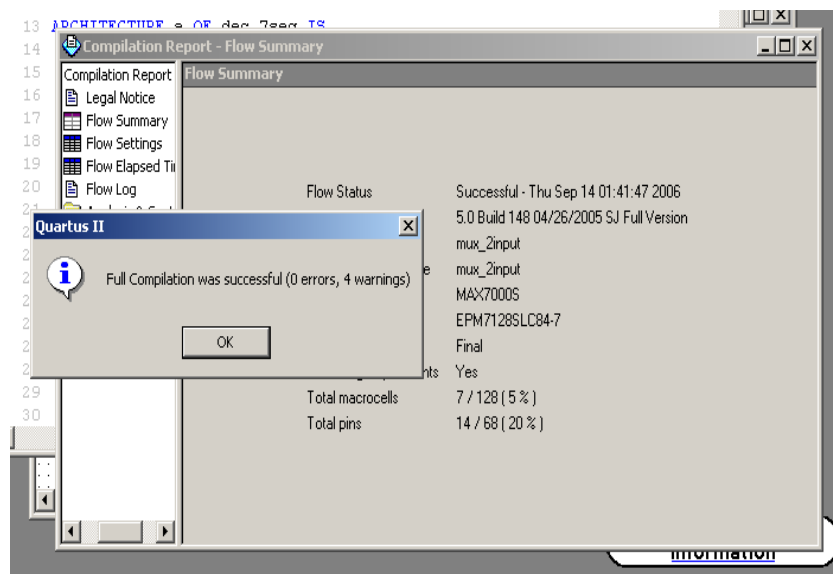 13 ARCHITECTURE a OF dec_7seg IS
14
Compilation Report - Flow Summary
15
Compilation Report
Flow Summary
16
Legal Notice
17
Flow Summary
18
Flow Settings
19
Flow Elapsed Ti
20
Flow Log
Flow Status Successful - Thu Sep 14 01:41:47 2006
5.0 Build 148 04/26/2005 SJ Full Version
mux_2input
mux_2input
MAX7000S
EPM7128SLC84-7
Final
Yes
Quartus II
Full Compilation was successful (0 errors, 4 warnings)
OK
29
Total macrocells 7 / 128 ( 5 % )
30
Total pins 14 / 68 ( 20 % )
information